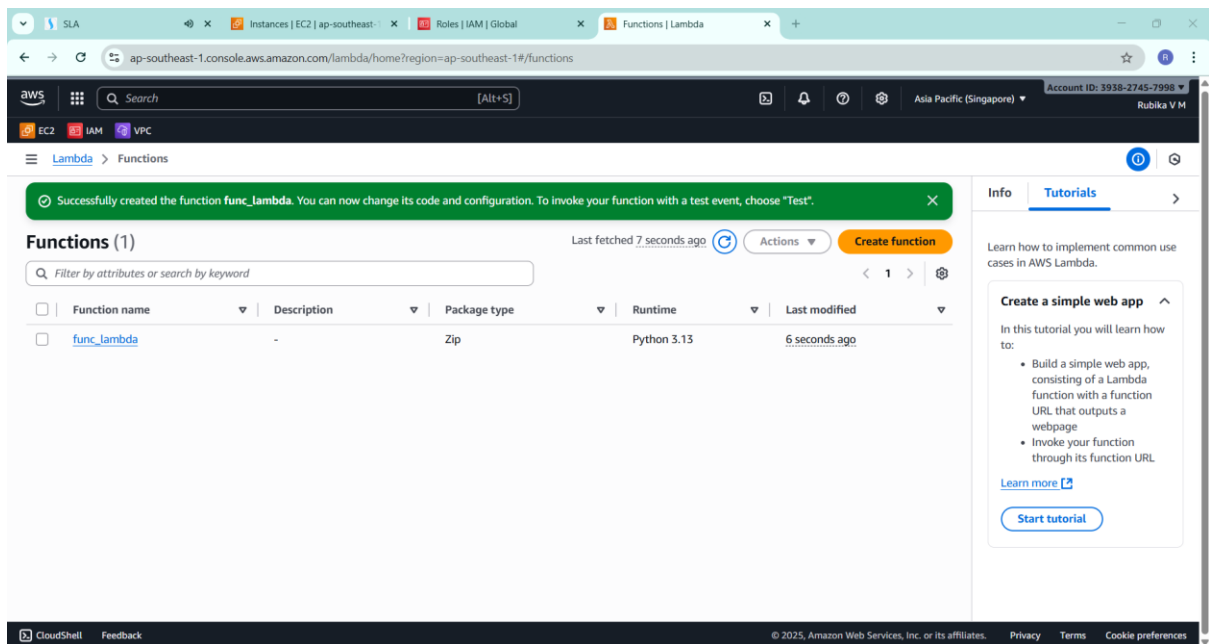 SLA
Instances | EC2 | ap-southeast-1
Roles | IAM | Global
Functions | Lambda
ap-southeast-1.console.aws.amazon.com/lambda/home?region=ap-southeast-1#/functions
R
aws
Search
[Alt+S]
Asia Pacific (Singapore)
Account ID: 3938-2745-7998
Rubika V M
EC2
IAM
VPC
Lambda > Functions
Successfully created the function func_lambda. You can now change its code and configuration. To invoke your function with a test event, choose "Test".
Functions (1)
Last fetched 7 seconds ago
Actions
Create function
Filter by attributes or search by keyword
1
Function name
Description
Package type
Runtime
Last modified
func_lambda
-
Zip
Python 3.13
6 seconds ago
Info
Tutorials
Learn how to implement common use
cases in AWS Lambda.
Create a simple web app
In this tutorial you will learn how
to:
• Build a simple web app,
consisting of a Lambda
function with a function
URL that outputs a
webpage
• Invoke your function
through its function URL
Learn more
Start tutorial
CloudShell
Feedback
© 2025, Amazon Web Services, Inc. or its affiliates.
Privacy
Terms
Cookie preferences